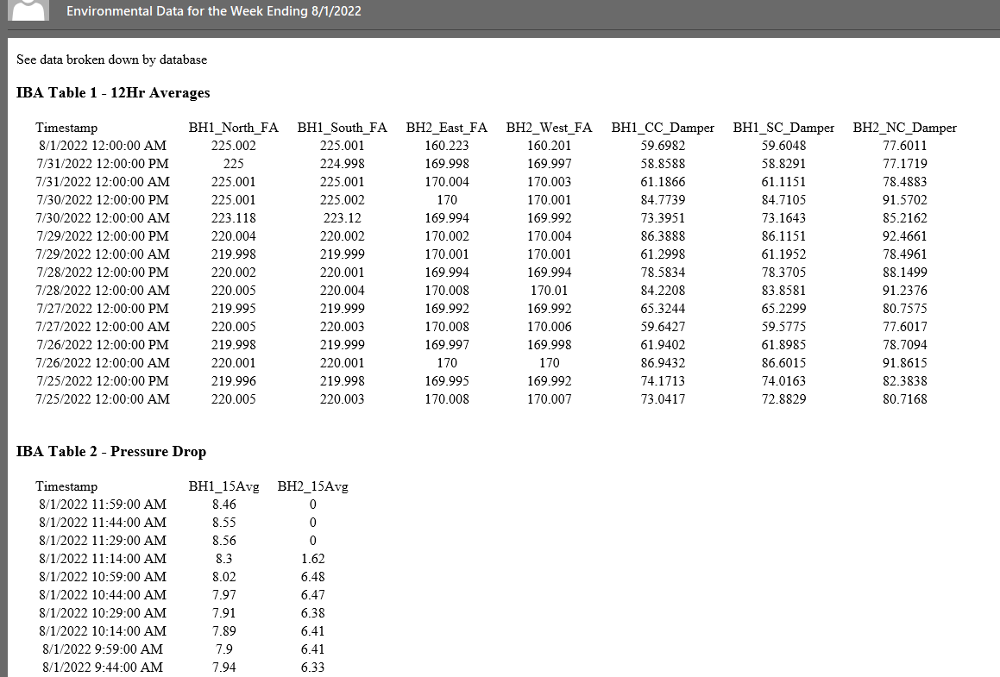 Environmental Data for the Week Ending 8/1/2022
See data broken down by database
IBA Table 1 - 12Hr Averages
Timestamp BH1_North_FA BH1_South_FA BH2_East_FA BH2_West_FA BH1_CC_Damper BH1_SC_Damper BH2_NC_Damper
8/1/2022 12:00:00 AM 225.002 225.001 160.223 160.201 59.6982 59.6048 77.6011
7/31/2022 12:00:00 PM 225 224.998 169.998 169.997 58.8588 58.8291 77.1719
7/31/2022 12:00:00 AM 225.001 225.001 170.004 170.003 61.1866 61.1151 78.4883
7/30/2022 12:00:00 PM 225.001 225.002 170 170.001 84.7739 84.7105 91.5702
7/30/2022 12:00:00 AM 223.118 223.12 169.994 169.992 73.3951 73.1643 85.2162
7/29/2022 12:00:00 PM 220.004 220.002 170.002 170.004 86.3888 86.1151 92.4661
7/29/2022 12:00:00 AM 219.998 219.999 170.001 170.001 61.2998 61.1952 78.4961
7/28/2022 12:00:00 PM 220.002 220.001 169.994 169.994 78.5834 78.3705 88.1499
7/28/2022 12:00:00 AM 220.005 220.004 170.008 170.01 84.2208 83.8581 91.2376
7/27/2022 12:00:00 PM 219.995 219.999 169.992 169.992 65.3244 65.2299 80.7575
7/27/2022 12:00:00 AM 220.005 220.003 170.008 170.006 59.6427 59.5775 77.6017
7/26/2022 12:00:00 PM 219.998 219.999 169.997 169.998 61.9402 61.8985 78.7094
7/26/2022 12:00:00 AM 220.001 220.001 170 170 86.9432 86.6015 91.8615
7/25/2022 12:00:00 PM 219.996 219.998 169.995 169.992 74.1713 74.0163 82.3838
7/25/2022 12:00:00 AM 220.005 220.003 170.008 170.007 73.0417 72.8829 80.7168
IBA Table 2 - Pressure Drop
Timestamp BH1_15Avg BH2_15Avg
8/1/2022 11:59:00 AM 8.46 0
8/1/2022 11:44:00 AM 8.55 0
8/1/2022 11:29:00 AM 8.56 0
8/1/2022 11:14:00 AM 8.3 1.62
8/1/2022 10:59:00 AM 8.02 6.48
8/1/2022 10:44:00 AM 7.97 6.47
8/1/2022 10:29:00 AM 7.91 6.38
8/1/2022 10:14:00 AM 7.89 6.41
8/1/2022 9:59:00 AM 7.9 6.41
8/1/2022 9:44:00 AM 7.94 6.33